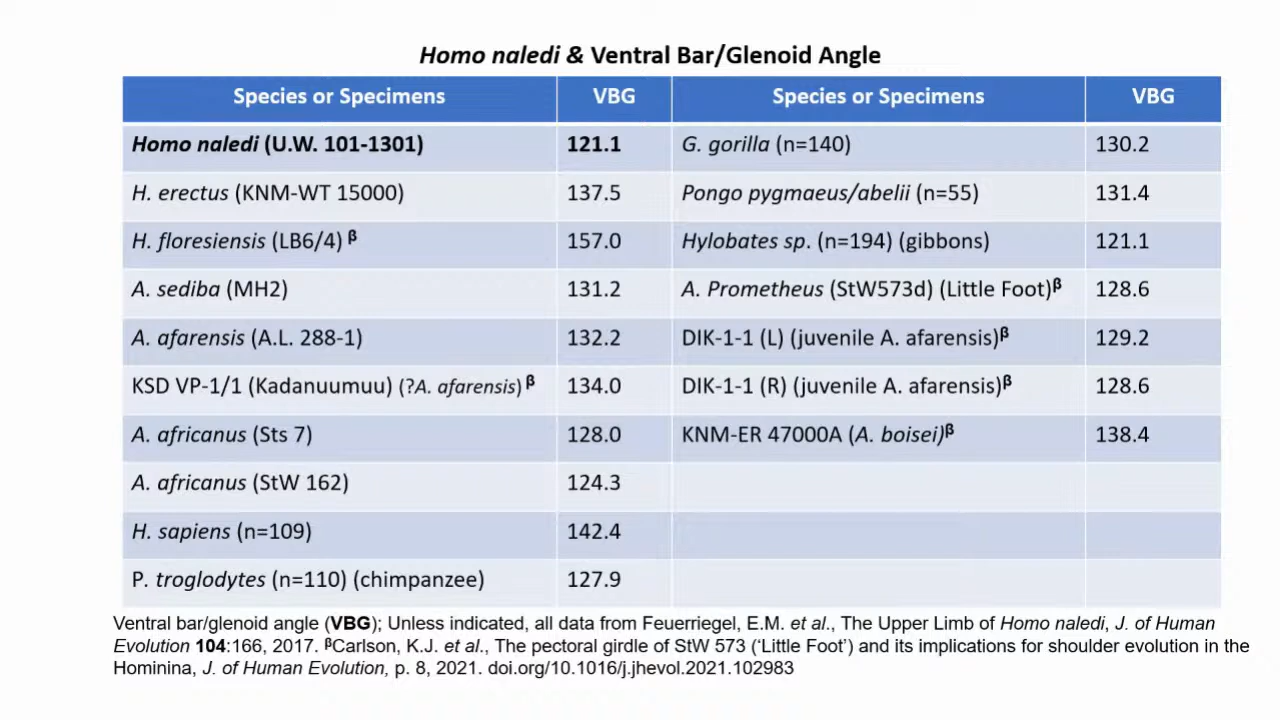 Homo naledi & Ventral Bar/Glenoid Angle
Species or Specimens VBG Species or Specimens VBG
Homo naledi (U.W. 101-1301) 121.1 G. gorilla (n=140) 130.2
H. erectus (KNM-WT 15000) 137.5 Pongo pygmaeus/abelii (n=55) 131.4
H. floresiensis (LB6/4) β 157.0 Hylobates sp. (n=194) (gibbons) 121.1
A. sediba (MH2) 131.2 A. Prometheus (StW573d) (Little Foot)β 128.6
A. afarensis (A.L. 288-1) 132.2 DIK-1-1 (L) (juvenile A. afarensis)β 129.2
KSD VP-1/1 (Kadanuumuu) (?A. afarensis) β 134.0 DIK-1-1 (R) (juvenile A. afarensis)β 128.6
A. africanus (Sts 7) 128.0 KNM-ER 47000A (A. boisei)β 138.4
A. africanus (StW 162) 124.3
H. sapiens (n=109) 142.4
P. troglodytes (n=110) (chimpanzee) 127.9
Ventral bar/glenoid angle (VBG); Unless indicated, all data from Feuerriegel, E.M. et al., The Upper Limb of Homo naledi, J. of Human
Evolution 104:166, 2017. βCarlson, K.J. et al., The pectoral girdle of StW 573 (‘Little Foot’) and its implications for shoulder evolution in the
Hominina, J. of Human Evolution, p. 8, 2021. doi.org/10.1016/j.jhevol.2021.102983